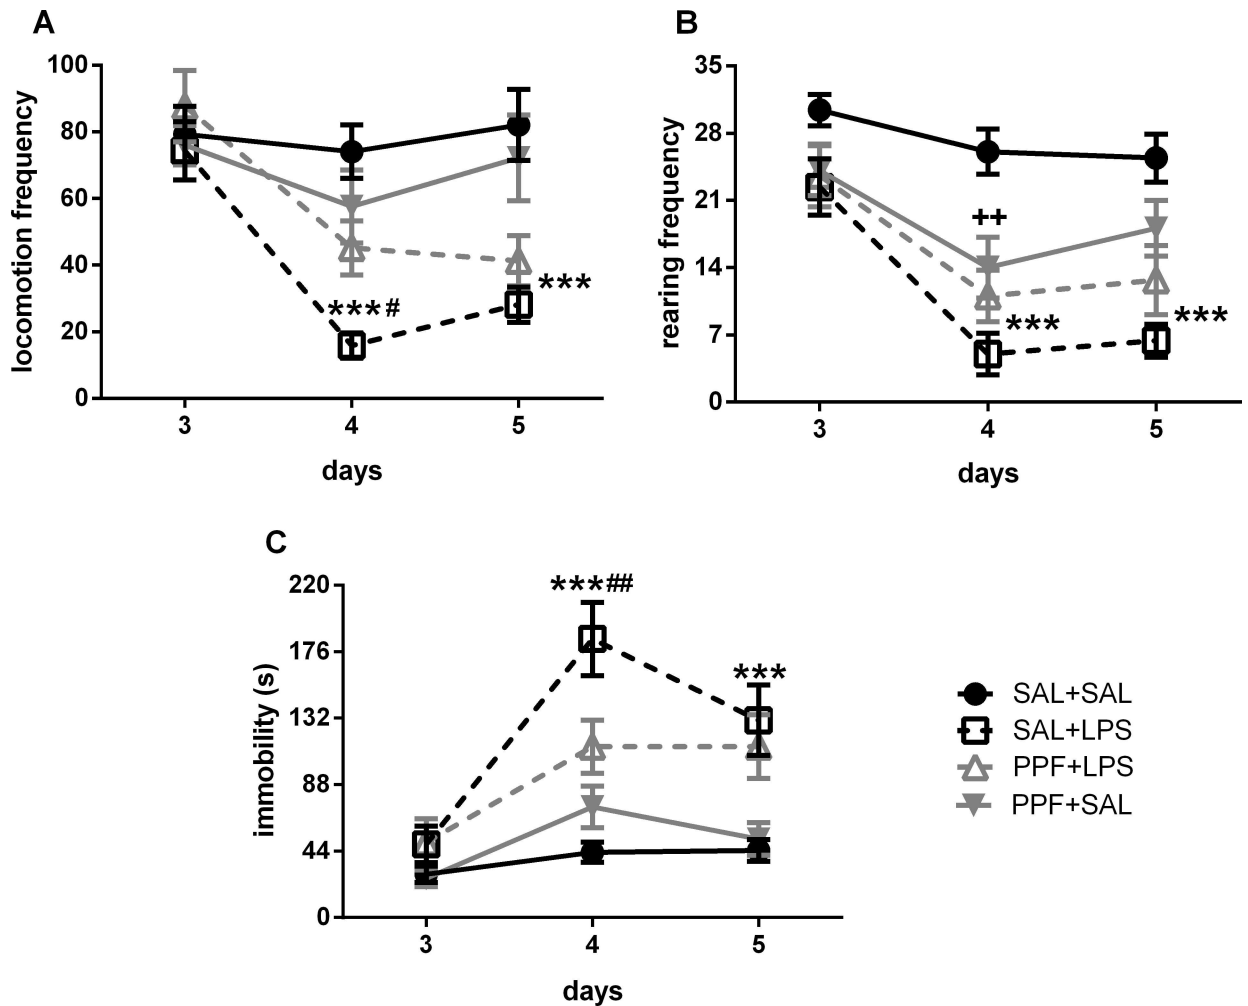 A
locomotion frequency
100
80
60
40
20
0
***#
***
3 4 5
days
B
rearing frequency
35
28
21
14
7
0
++
***
***
3 4 5
days
C
immobility (s)
220
176
132
88
44
0
***##
***
3 4 5
days
SAL+SAL
SAL+LPS
PPF+LPS
PPF+SAL